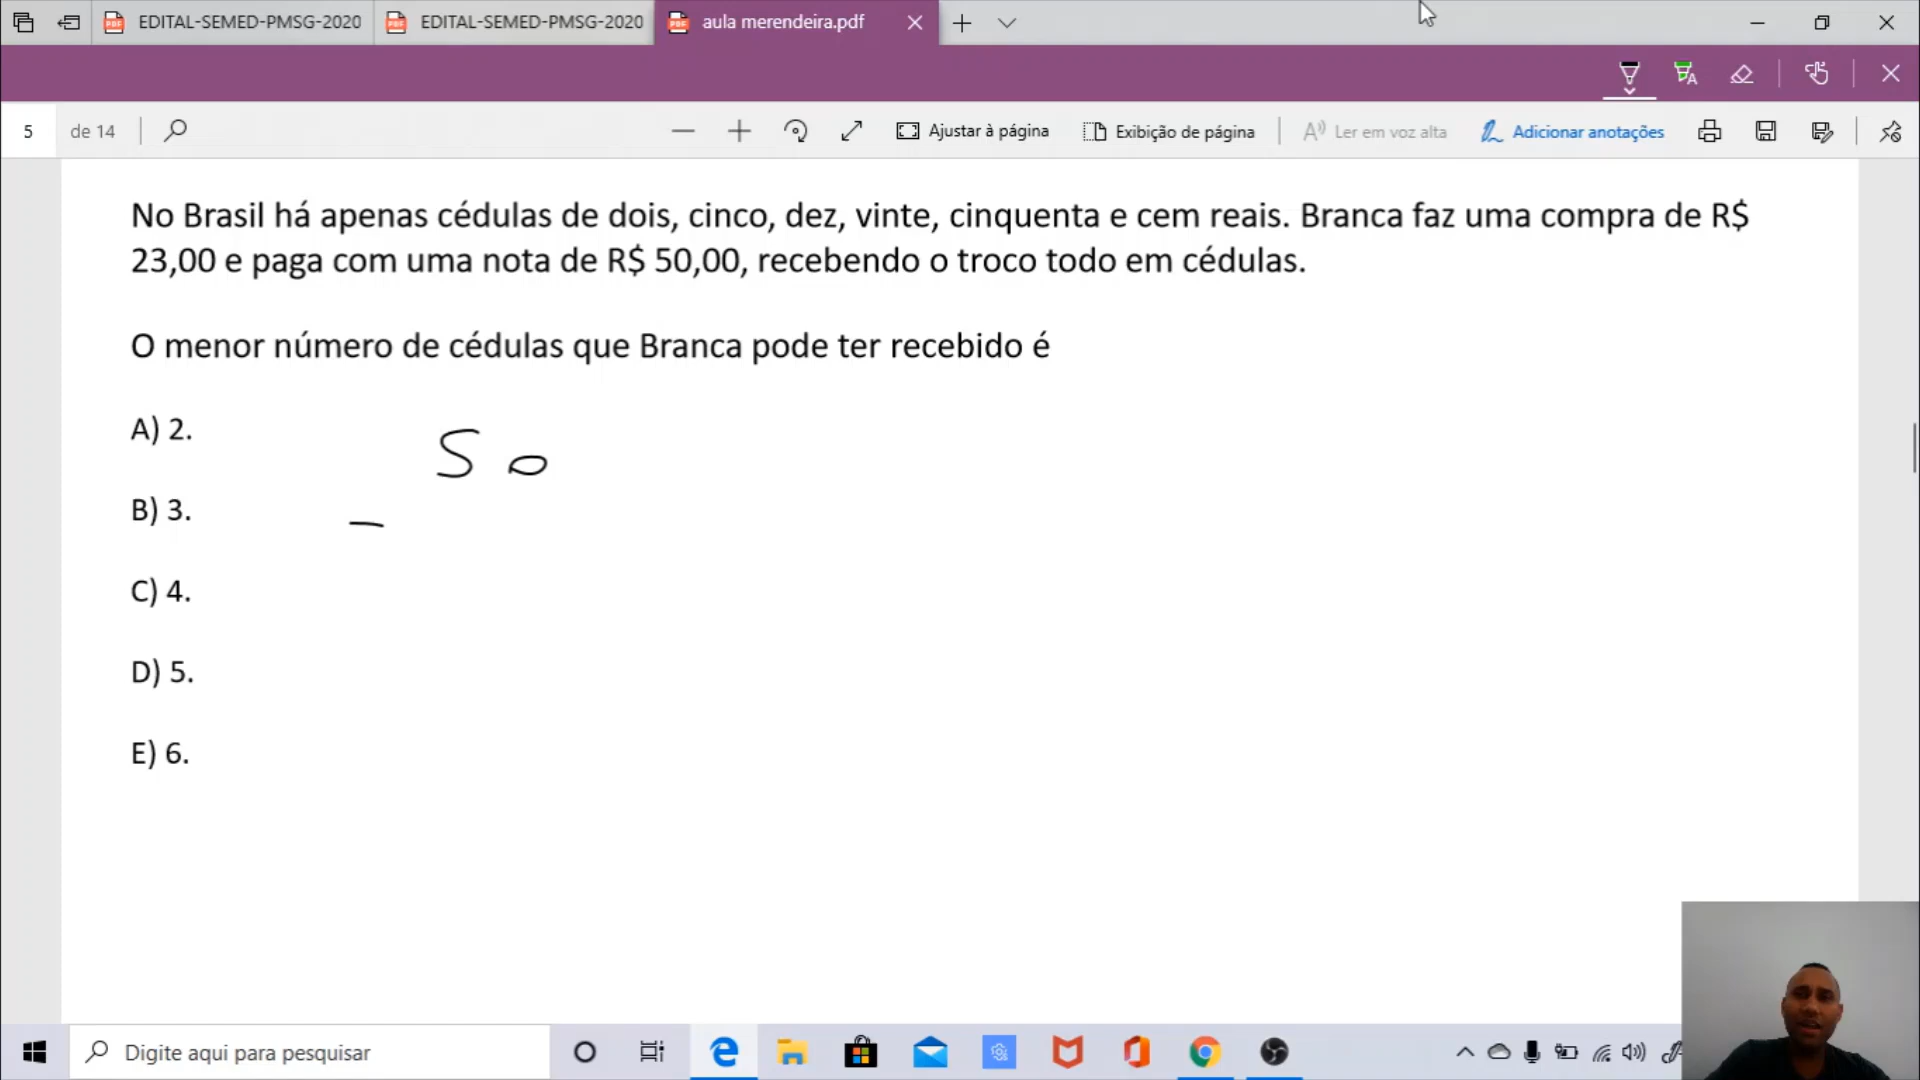 EDITAL-SEMED-PMSG-2020
EDITAL-SEMED-PMSG-2020
aula merendeira.pdf
5 de 14
Ajustar à página
Exibição de página
Ler em voz alta
Adicionar anotações
No Brasil há apenas cédulas de dois, cinco, dez, vinte, cinquenta e cem reais. Branca faz uma compra de R$
23,00 e paga com uma nota de R$ 50,00, recebendo o troco todo em cédulas.
O menor número de cédulas que Branca pode ter recebido é
A) 2.
50
B) 3.
-
C) 4.
D) 5.
E) 6.
Digite aqui para pesquisar